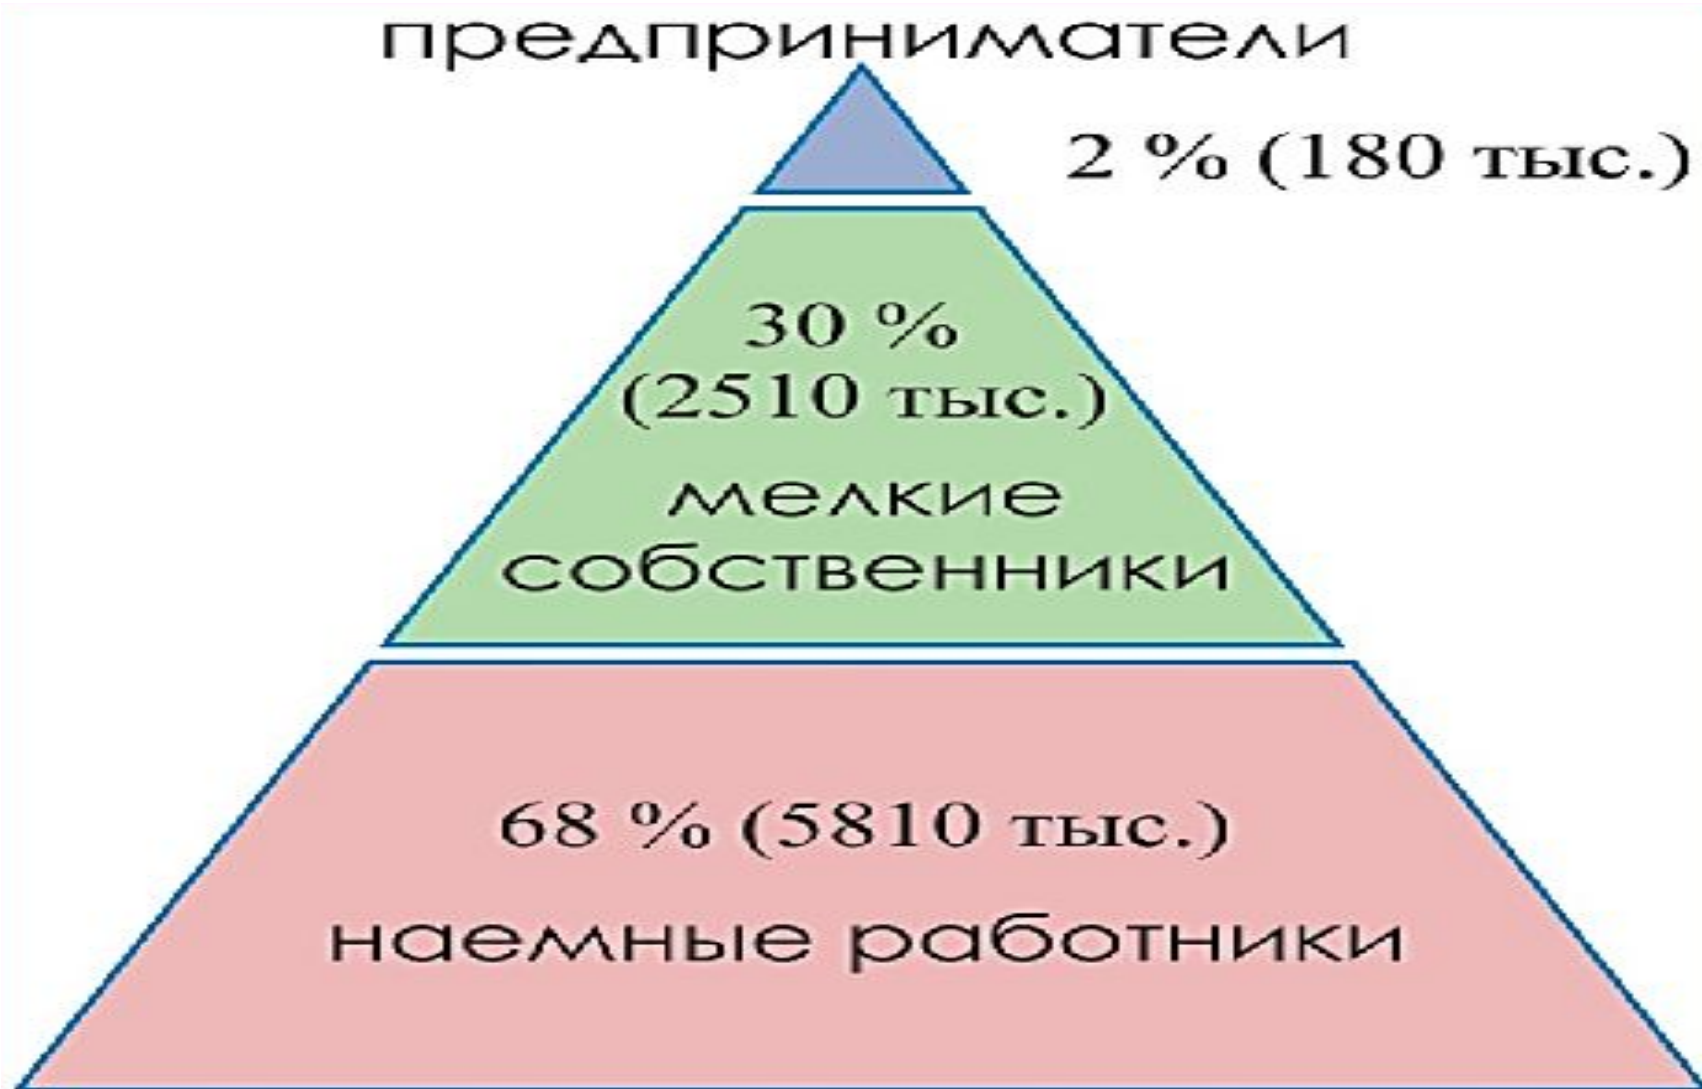 предприниматели
2 % (180 тыс.)
30 %
(2510 тыс.)
мелкие
собственники
68 % (5810 тыс.)
наемные работники